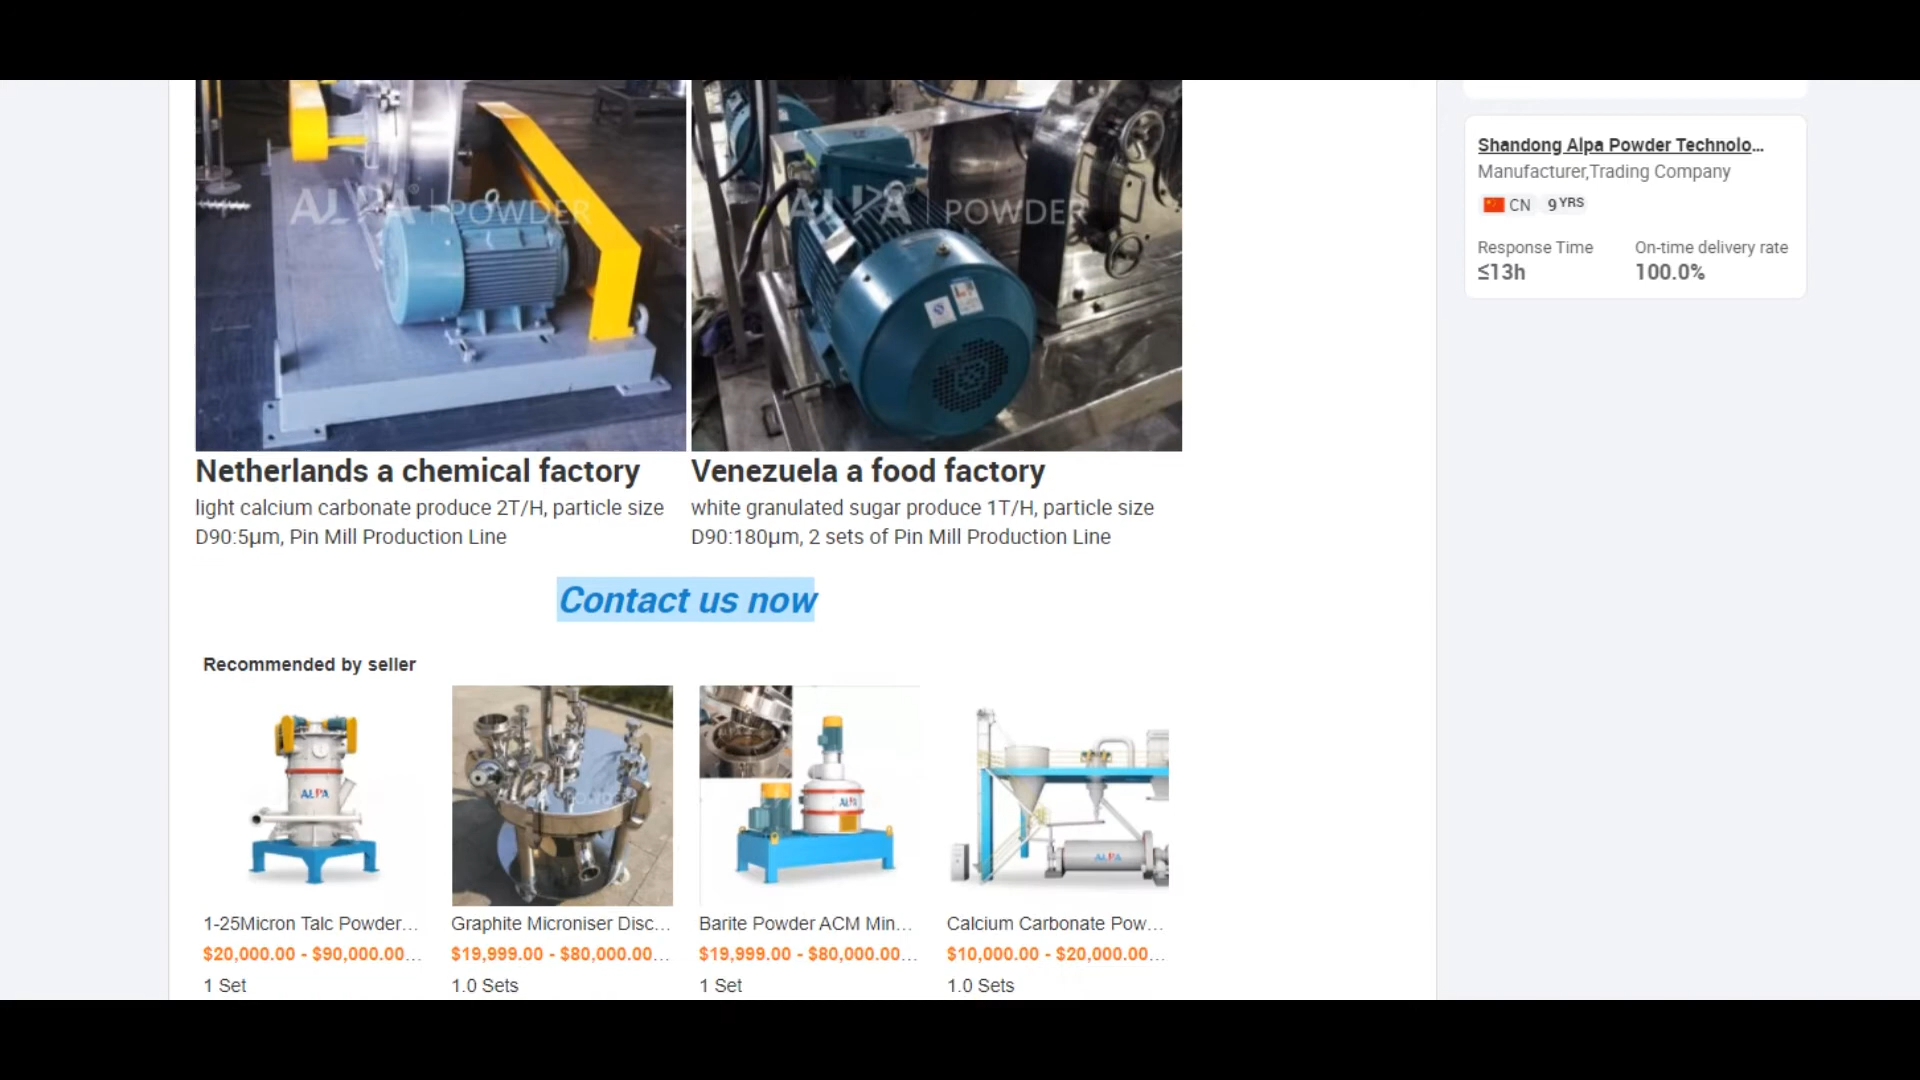 ALPA® | POWDER
ALPA® | POWDER
Netherlands a chemical factory
light calcium carbonate produce 2T/H, particle size
D90:5μm, Pin Mill Production Line
Venezuela a food factory
white granulated sugar produce 1T/H, particle size
D90:180μm, 2 sets of Pin Mill Production Line
Contact us now
Recommended by seller
ALPA
ALPA
ALPA
1-25Micron Talc Powder...
$20,000.00 - $90,000.00...
1 Set
Graphite Microniser Disc...
$19,999.00 - $80,000.00...
1.0 Sets
Barite Powder ACM Min...
$19,999.00 - $80,000.00...
1 Set
Calcium Carbonate Pow...
$10,000.00 - $20,000.00...
1.0 Sets
Shandong Alpa Powder Technolo...
Manufacturer,Trading Company
CN 9 YRS
Response Time
≤13h
On-time delivery rate
100.0%